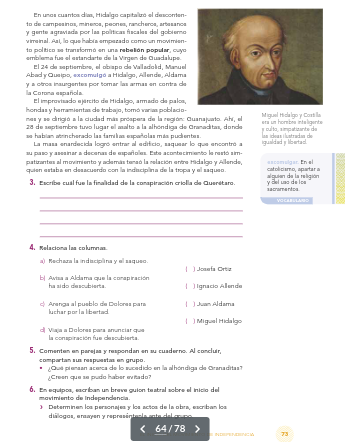 En unos cuantos días, Hidalgo capitalizó el desconten-
to de campesinos, mineros, peones, rancheros, artesanos
y gente agraviada por las políticas fiscales del gobierno
virreinal. Así, lo que había empezado como un movimien-
to político se transformó en una rebelión popular, cuyo
emblema fue el estandarte de la Virgen de Guadalupe.
El 24 de septiembre, el obispo de Valladolid, Manuel
Abad y Queipo, excomulgó a Hidalgo, Allende, Aldama
y a otros insurgentes por tomar las armas en contra de
la Corona española.
El improvisado ejército de Hidalgo, armado de palos,
hondas y herramientas de trabajo, tomó varias poblacio-
nes y se dirigió a la ciudad más próspera de la región: Guanajuato. Ahí, el
28 de septiembre tuvo lugar el asalto a la alhóndiga de Granaditas, donde
se habían atrincherado las familias españolas más pudientes.
La masa enardecida logró entrar al edificio, saquear lo que encontró a
su paso y asesinar a decenas de españoles. Este acontecimiento le restó sim-
patizantes al movimiento y además tensó la relación entre Hidalgo y Allende,
quien estaba en desacuerdo con la indisciplina de la tropa y el saqueo.
Miguel Hidalgo y Costilla
era un hombre inteligente
y culto, simpatizante de
las ideas ilustradas de
igualdad y libertad.
excomulgar. En el
catolicismo, apartar a
alguien de la religión
y del uso de los
sacramentos.
VOCABULARIO
3. Escribe cuál fue la finalidad de la conspiración criolla de Querétaro.
4. Relaciona las columnas.
a) Rechaza la indisciplina y el saqueo.
b) Avisa a Aldama que la conspiración
ha sido descubierta.
c) Arenga al pueblo de Dolores para
luchar por la libertad.
d) Viaja a Dolores para anunciar que
la conspiración fue descubierta.
( ) Josefa Ortiz
( ) Ignacio Allende
( ) Juan Aldama
( ) Miguel Hidalgo
5. Comenten en parejas y respondan en su cuaderno. Al concluir,
compartan sus respuestas en grupo.
• ¿Qué piensan acerca de lo sucedido en la alhóndiga de Granaditas?
¿Creen que se pudo haber evitado?
6. En equipos, escriban un breve guion teatral sobre el inicio del
movimiento de Independencia.
› Determinen los personajes y los actos de la obra, escriban los
diálogos, ensayen y represéntenla ante del grupo.
64 / 78
INDEPENDENCIA
73